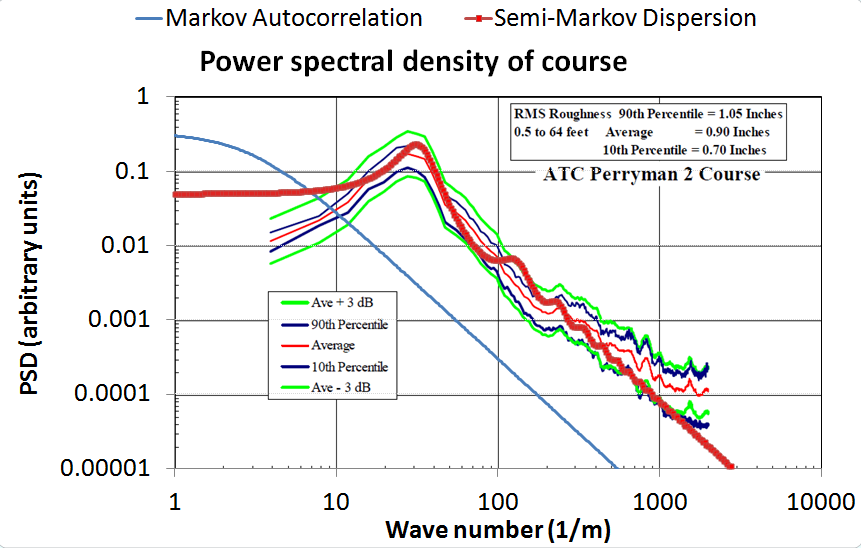 Markov Autocorrelation Semi-Markov Dispersion
Power spectral density of course
1
0.1
0.01
0.001
0.0001
0.00001
PSD (arbitrary units)
RMS Roughness 90th Percentile = 1.05 Inches
0.5 to 64 feet Average = 0.90 Inches
10th Percentile = 0.70 Inches
ATC Perryman 2 Course
Ave + 3 dB
90th Percentile
Average
10th Percentile
Ave - 3 dB
1 10 100 1000 10000
Wave number (1/m)